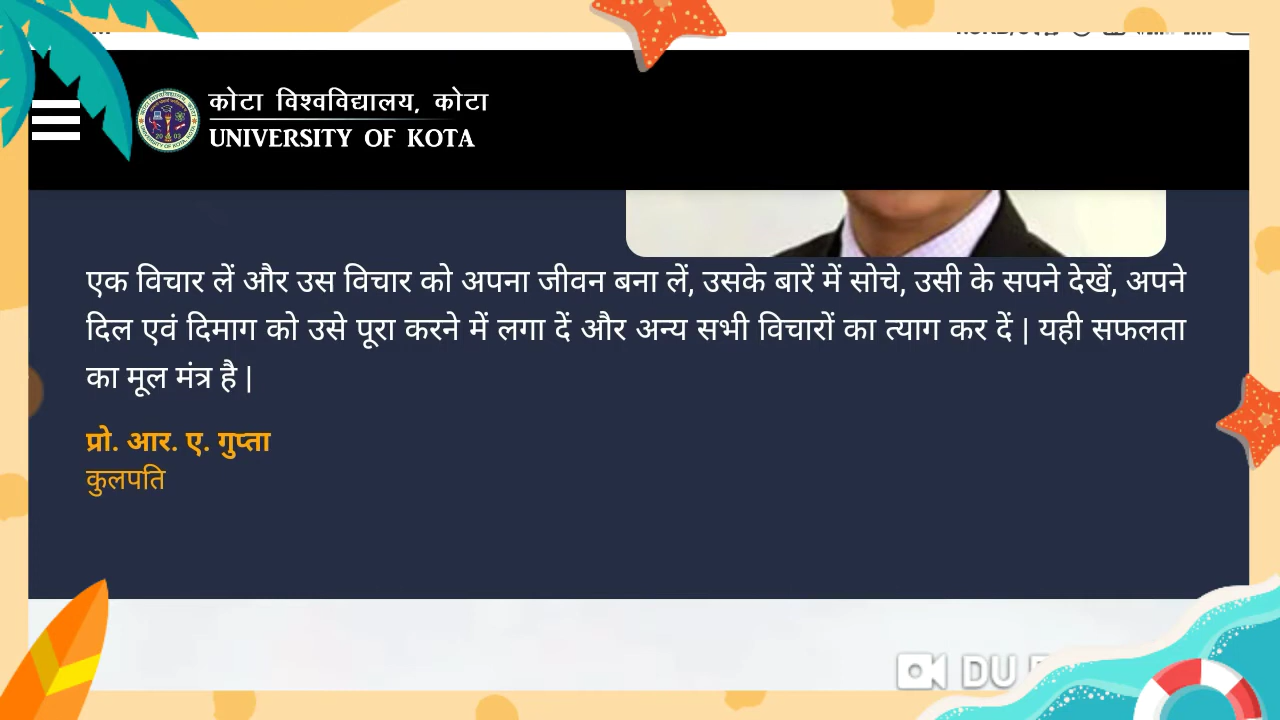 कोटा विश्वविद्यालय, कोटा
UNIVERSITY OF KOTA
एक विचार लें और उस विचार को अपना जीवन बना लें, उसके बारें में सोचे, उसी के सपने देखें, अपने
दिल एवं दिमाग को उसे पूरा करने में लगा दें और अन्य सभी विचारों का त्याग कर दें | यही सफलता
का मूल मंत्र है |
प्रो. आर. ए. गुप्ता
कुलपति
DU